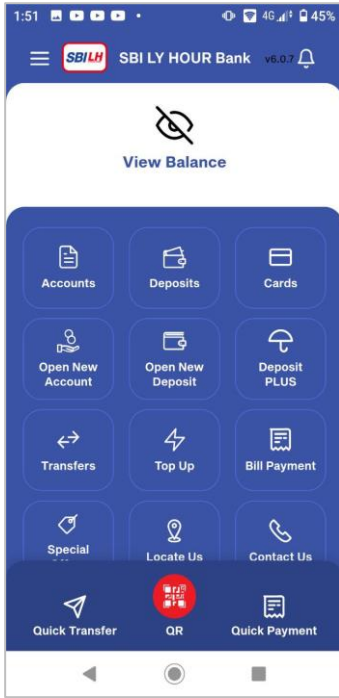 1:51 4G 45%
SBI LH SBI LY HOUR Bank v6.0.7
View Balance
Accounts Deposits Cards
Open New Open New Deposit
Account Deposit PLUS
Transfers Top Up Bill Payment
Special Locate Us Contact Us
Quick Transfer QR Quick Payment